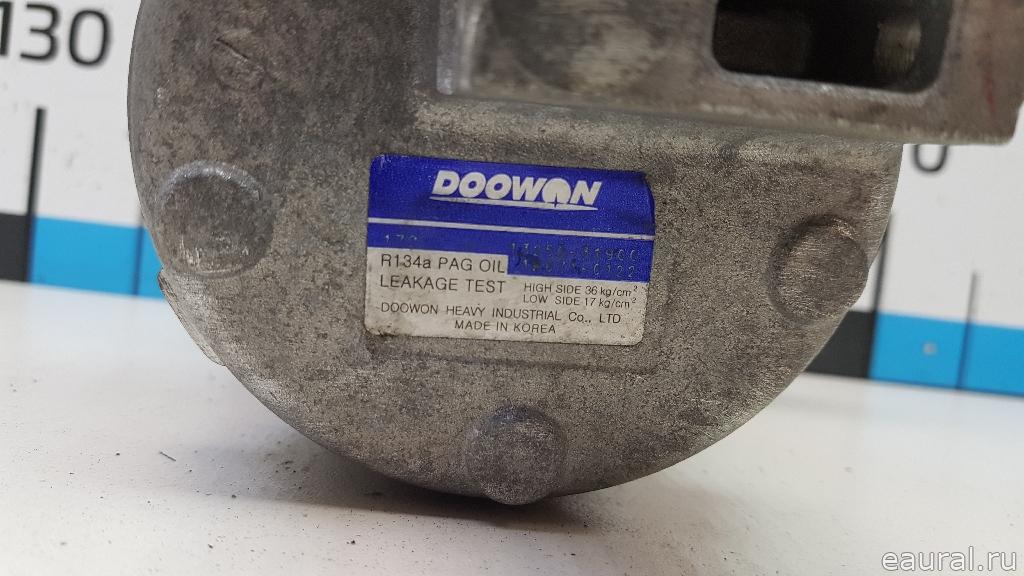 130
0
DOOWON
R134a PAG OIL
LEAKAGE TEST
HIGH SIDE 36 kg/cm²
LOW SIDE 17 kg/cm²
DOOWON HEAVY INDUSTRIAL Co., LTD
MADE IN KOREA
eaural.ru